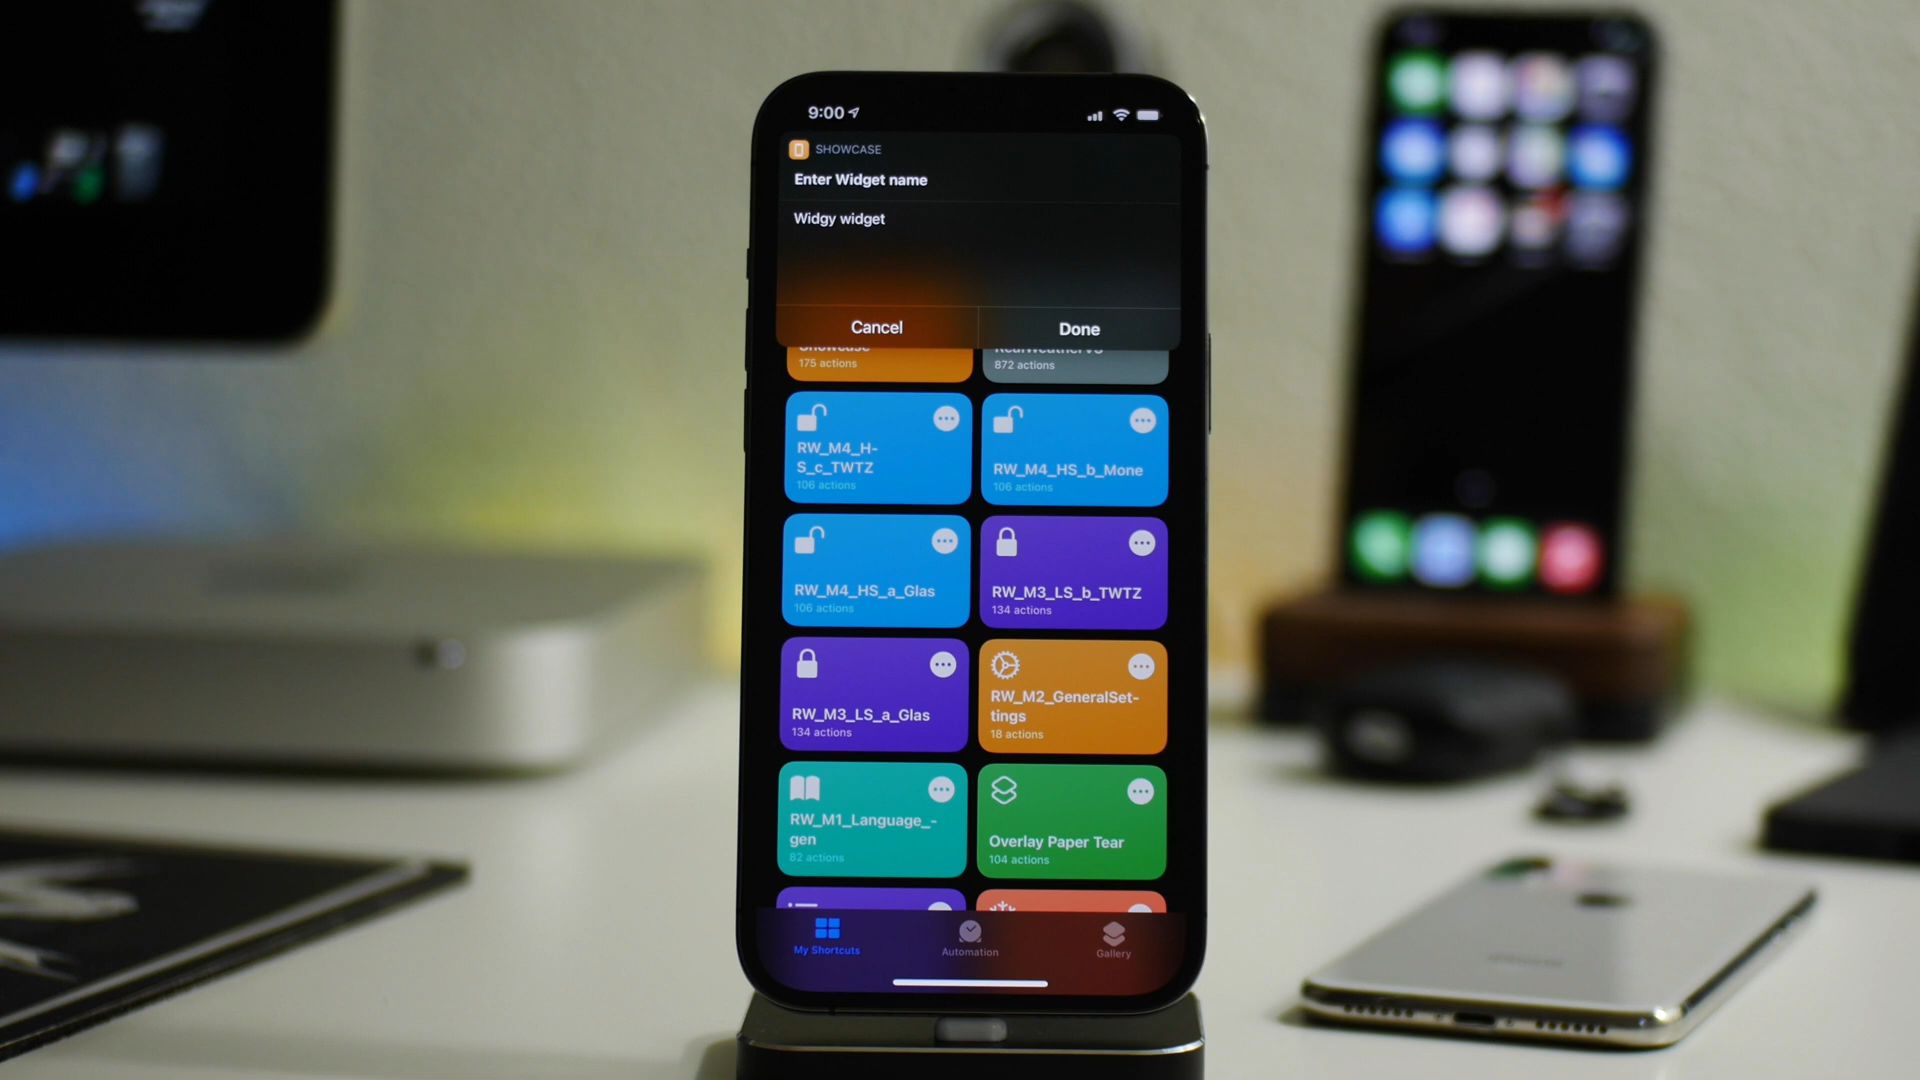 9:00
SHOWCASE
Enter Widget name
Widgy widget
Cancel
Done
Showcase
175 actions
RealWeatherV3
872 actions
RW_M4_H-
S_c_TWTZ
106 actions
RW_M4_HS_b_Mone
106 actions
RW_M4_HS_a_Glas
106 actions
RW_M3_LS_b_TWTZ
134 actions
RW_M3_LS_a_Glas
134 actions
RW_M2_GeneralSet-
tings
18 actions
RW_M1_Language_-
gen
82 actions
Overlay Paper Tear
104 actions
My Shortcuts
Automation
Gallery